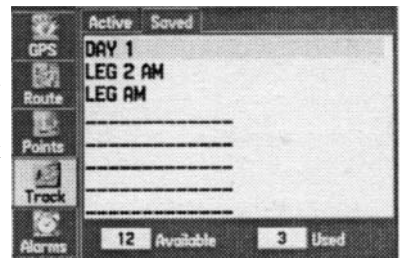 Active Saved
GPS
DAY 1
LEG 2 AM
Route
LEG AM
Points
Track
Alarms
12 Available 3 Used